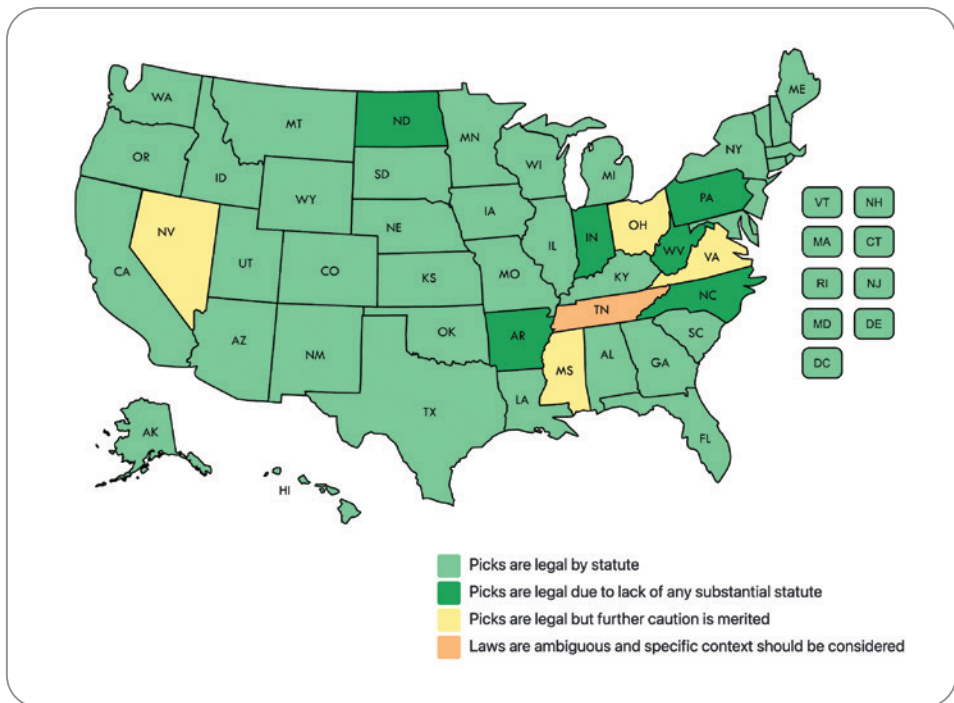 WA
MT
ND
MN
ME
OR
ID
SD
WI
MI
NY
WY
IA
PA
NV
NE
IL
IN
OH
UT
CO
KS
MO
KY
WV
VA
CA
AZ
NM
OK
AR
TN
NC
TX
LA
MS
AL
GA
SC
FL
AK
HI
VT NH
MA CT
RI NJ
MD DE
DC
Picks are legal by statute
Picks are legal due to lack of any substantial statute
Picks are legal but further caution is merited
Laws are ambiguous and specific context should be considered